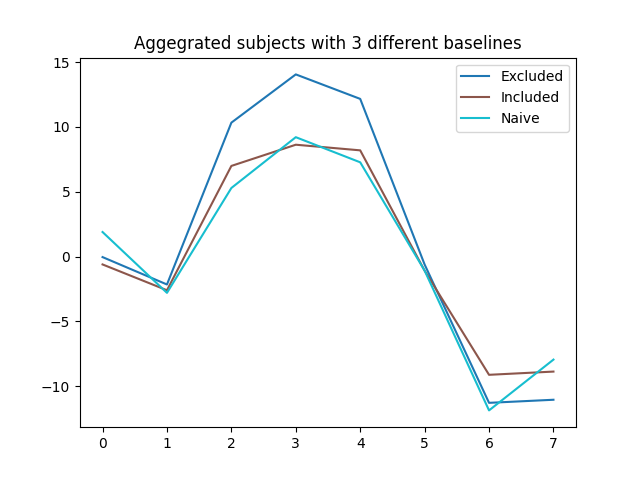 Aggegrated subjects with 3 different baselines
Excluded
Included
Naive
15
10
5
0
−5
−10
0 1 2 3 4 5 6 7